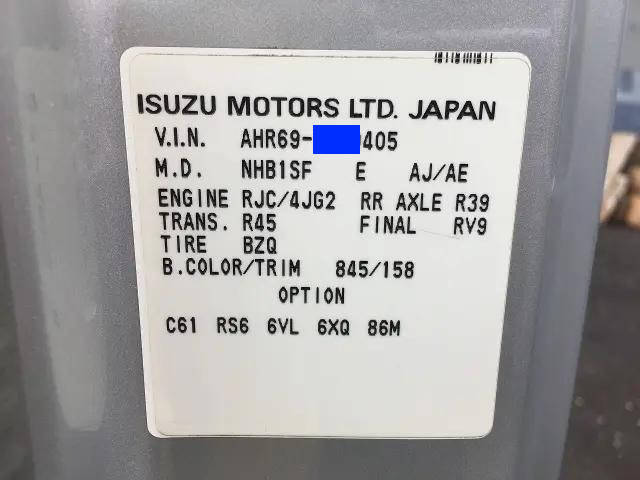 ISUZU MOTORS LTD. JAPAN
V.I.N. AHR69- 405
M.D. NHB1SF E AJ/AE
ENGINE RJC/4JG2 RR AXLE R39
TRANS. R45 FINAL RV9
TIRE BZQ
B.COLOR/TRIM 845/158
OPTION
C61 RS6 6VL 6XQ 86M